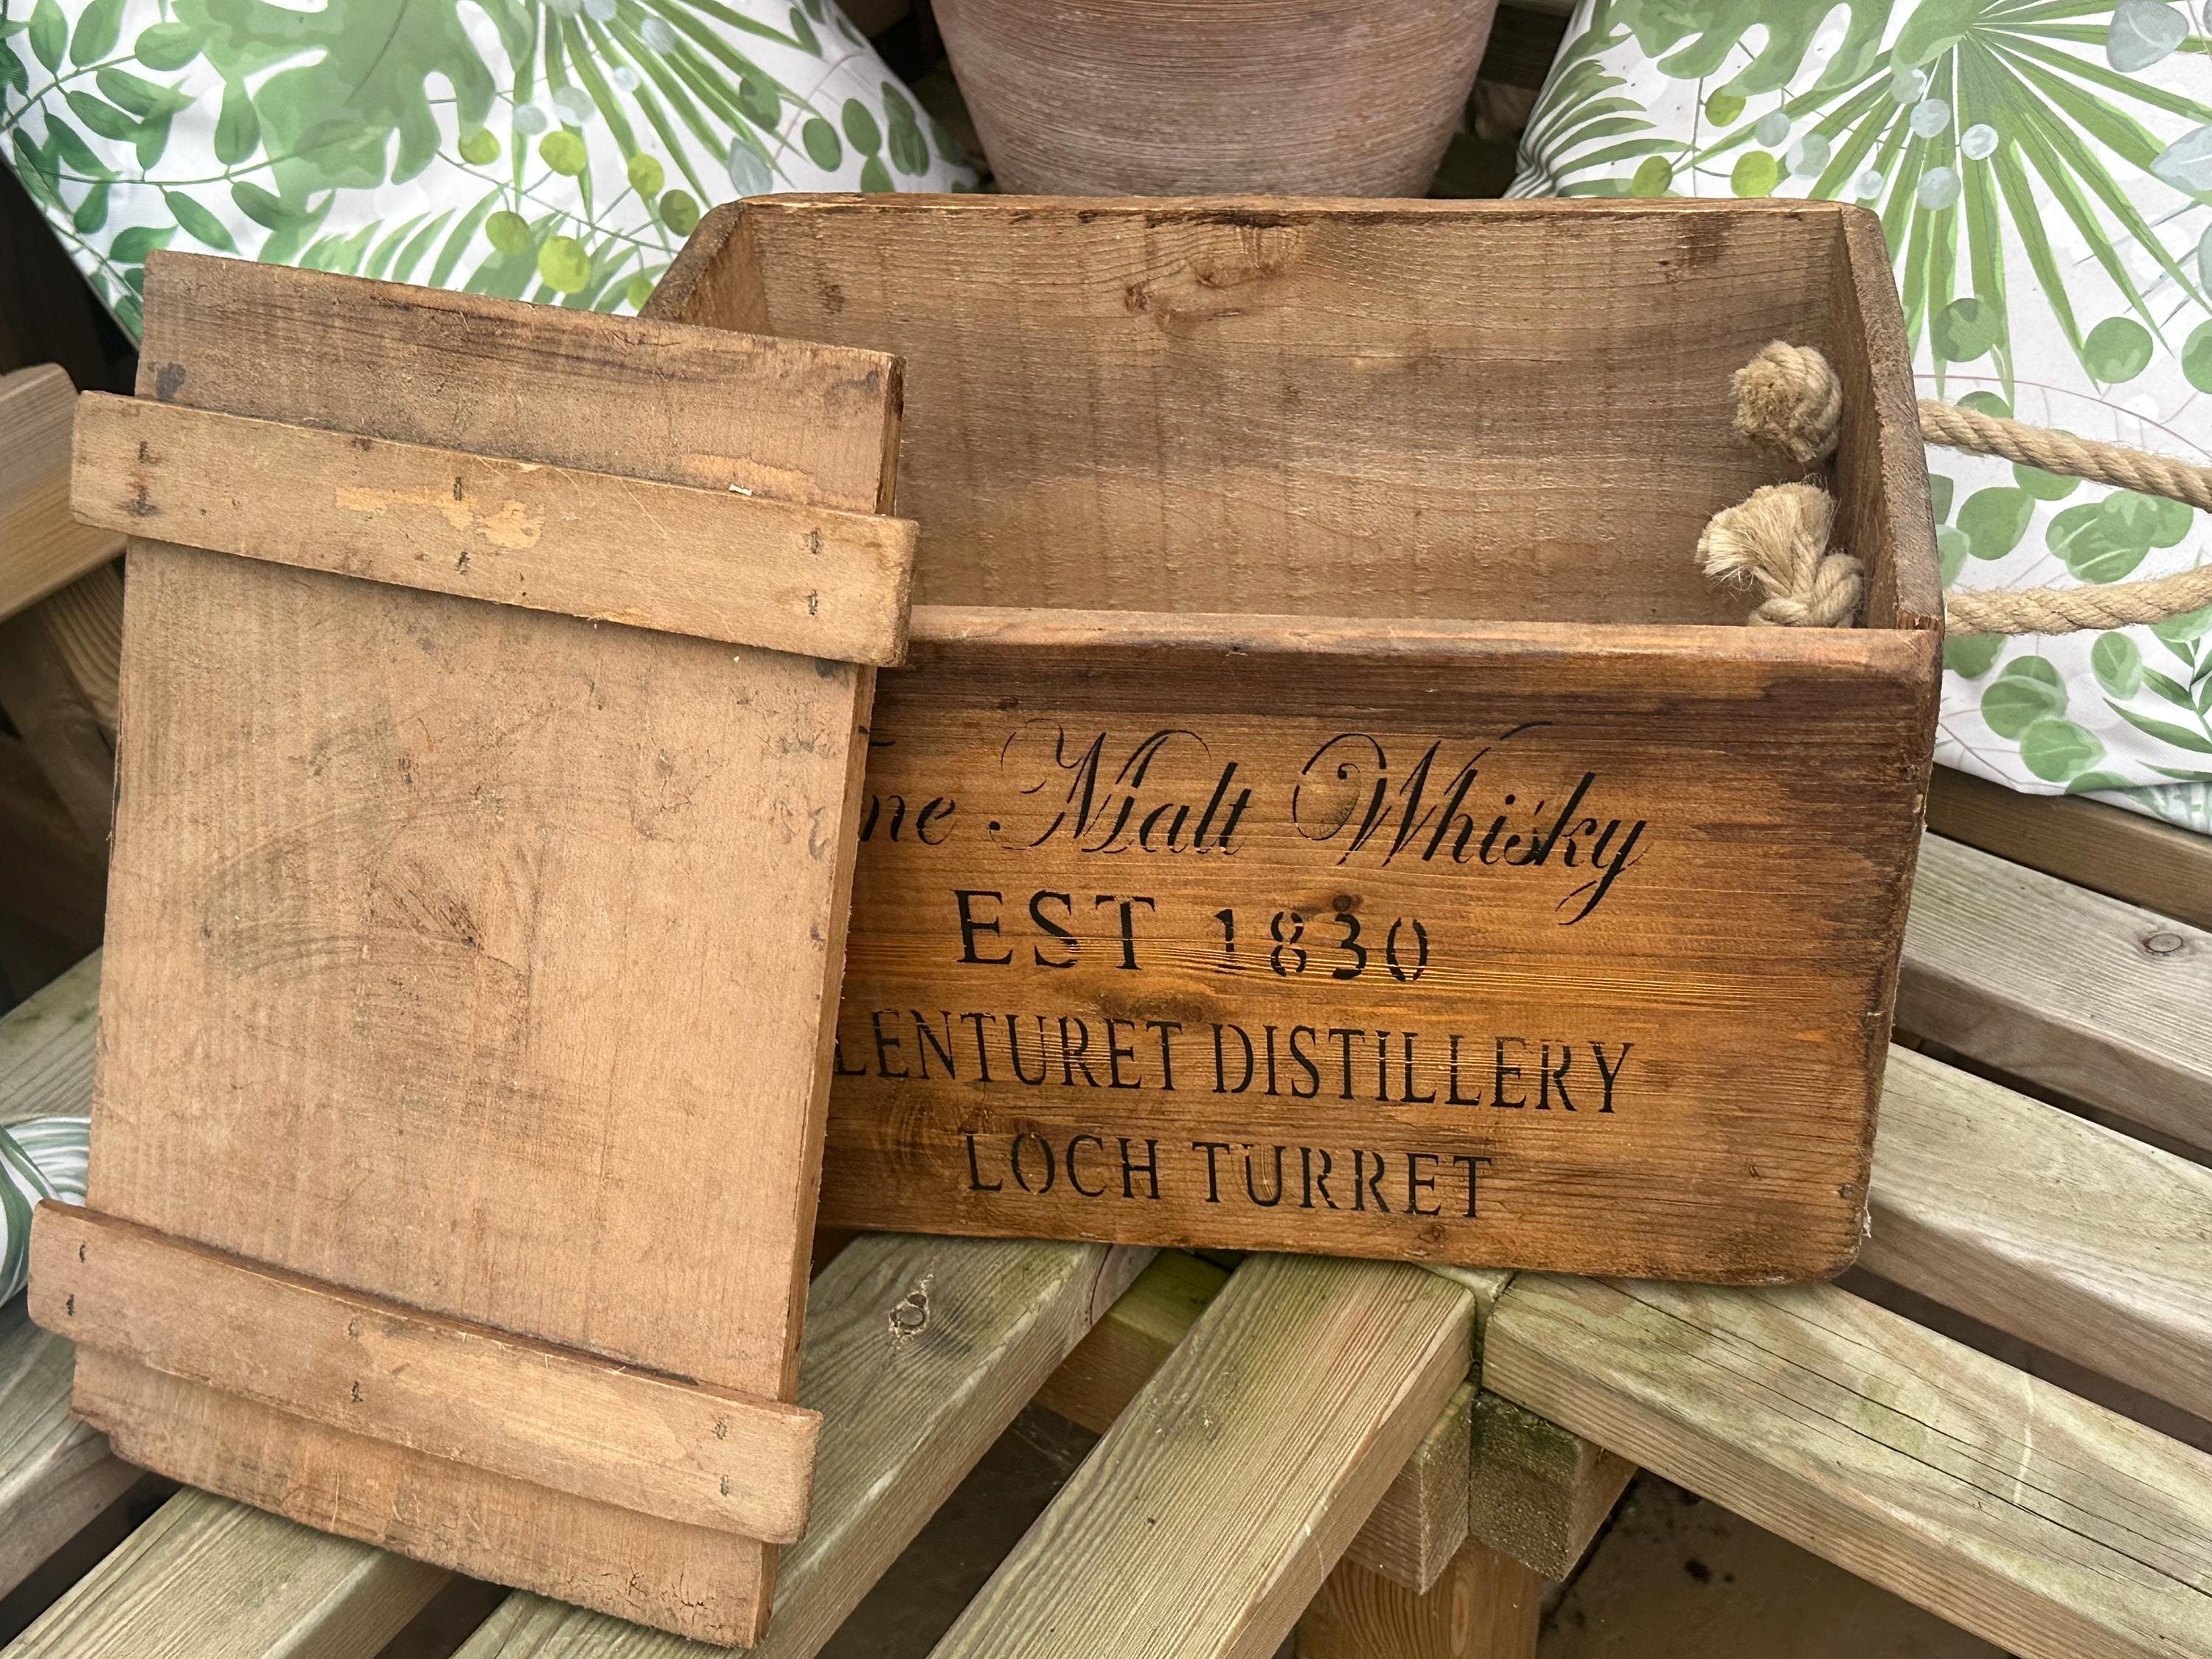 ne Malt Whisky
EST 1830
LENTURET DISTILLERY
LOCH TURRET